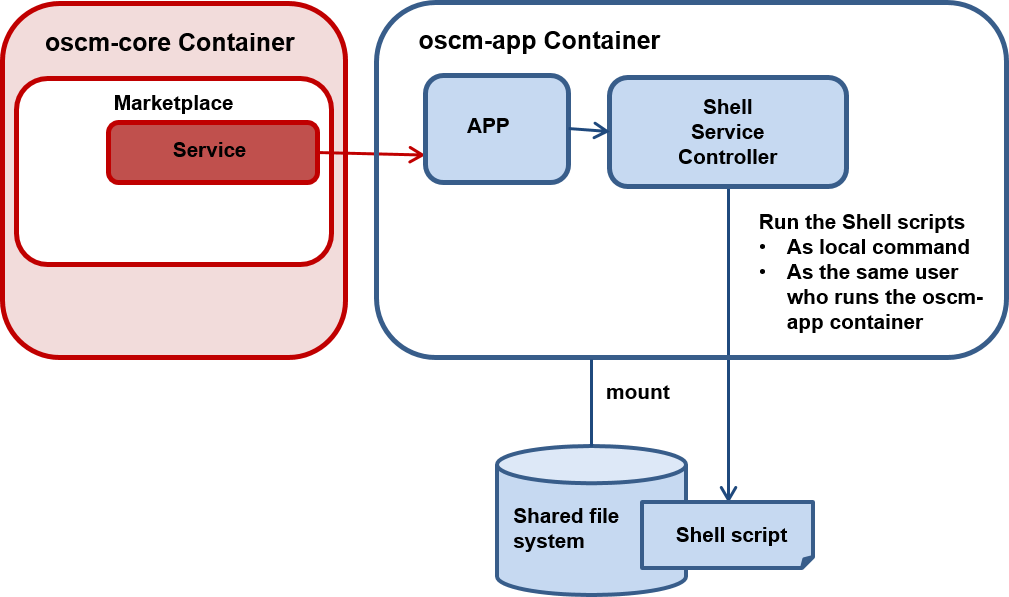 oscm-core Container
Marketplace
Service
oscm-app Container
APP
Shell
Service
Controller
Run the Shell scripts
• As local command
• As the same user
who runs the oscm-
app container
mount
Shared file
system
Shell script